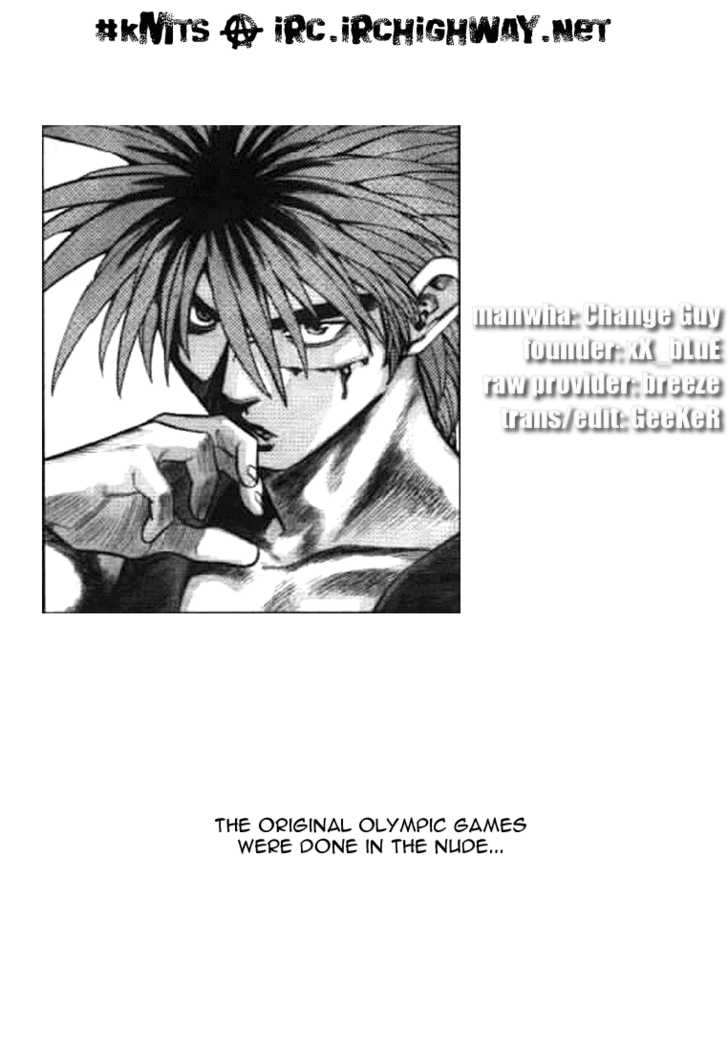 #kMTS @ iRC.iRCHiGHWAY.NeT
manwha: Change Guy
founder: xX_bLuE
raw provider: breeze
trans/edit: GeeKeR
THE ORIGINAL OLYMPIC GAMES
WERE DONE IN THE NUDE...